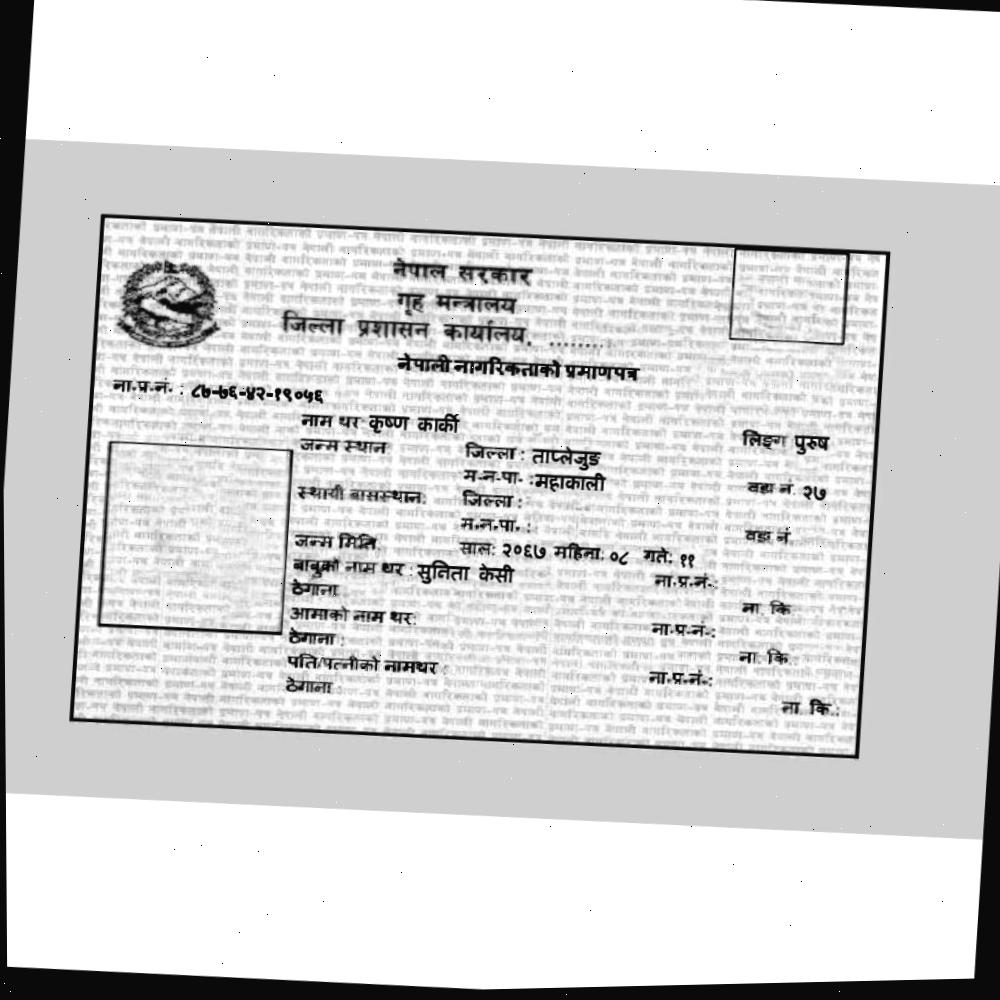 नेपाल सरकार
गृह मन्त्रालय
जिल्ला प्रशासन कार्यालय, ........
नेपाली नागरिकताको प्रमाणपत्र
ना.प्र.नं. : ८७-७६-४२-१९०५६
नाम थर कृष्ण कार्की लिङ्ग पुरुष
जन्म स्थान जिल्ला : ताप्लेजुङ
म.न.पा. : महाकाली वडा नं. २७
स्थायी बासस्थान: जिल्ला :
म.न.पा. : वडा नं.
जन्म मिति: साल: २०६७ महिना: ०८ गते: ११
बाबुको नाम थर : सुनिता केसी ना.प्र.नं.:
ठेगाना ना. कि.
आमाको नाम थर: ना.प्र.नं.:
ठेगाना : ना. कि.:
पति/पत्नीको नामथर : ना.प्र.नं.:
ठेगाना : ना. कि.: